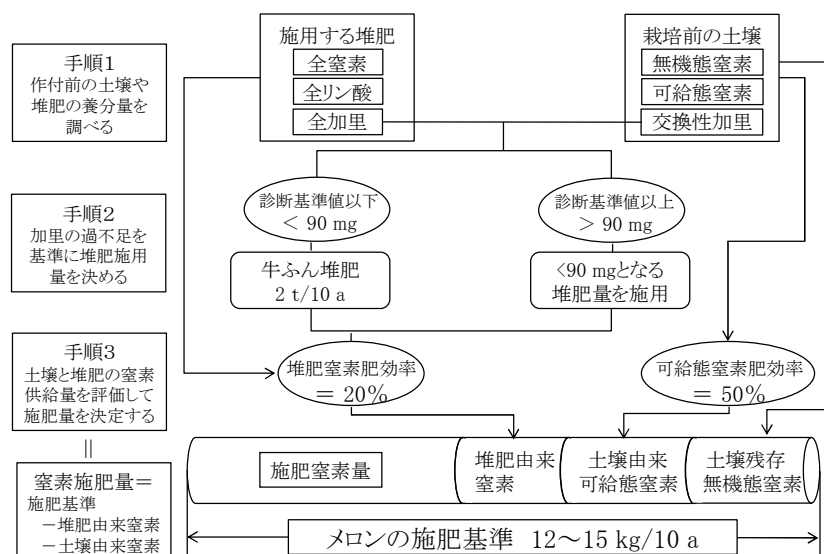 手順1
作付前の土壌や
堆肥の養分量を
調べる
施用する堆肥
全窒素
全リン酸
全加里
栽培前の土壌
無機態窒素
可給態窒素
交換性加里
手順2
加里の過不足を
基準に堆肥施用
量を決める
診断基準値以下
< 90 mg
診断基準値以上
> 90 mg
牛ふん堆肥
2 t/10 a
<90 mgとなる
堆肥量を施用
手順3
土壌と堆肥の窒素
供給量を評価して
施肥量を決定する
堆肥窒素肥効率
= 20%
可給態窒素肥効率
= 50%
||
窒素施肥量=
施肥基準
-堆肥由来窒素
-土壌由来窒素
施肥窒素量
堆肥由来
窒素
土壌由来
可給態窒素
土壌残存
無機態窒素
メロンの施肥基準 12~15 kg/10 a